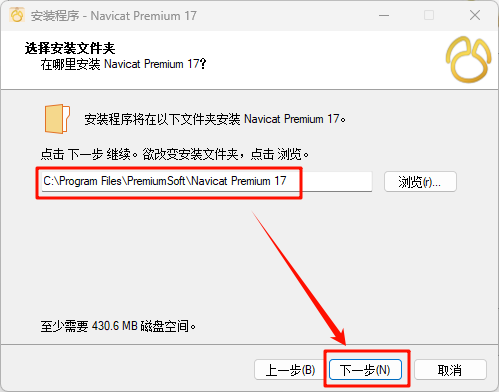 安装程序 - Navicat Premium 17
选择安装文件夹
在哪里安装 Navicat Premium 17?
安装程序将在以下文件夹安装 Navicat Premium 17。
点击 下一步 继续。欲改变安装文件夹，点击 浏览。
C:\Program Files\PremiumSoft\Navicat Premium 17
浏览(r)...
至少需要 430.6 MB 磁盘空间。
上一步(B)
下一步(N)
取消